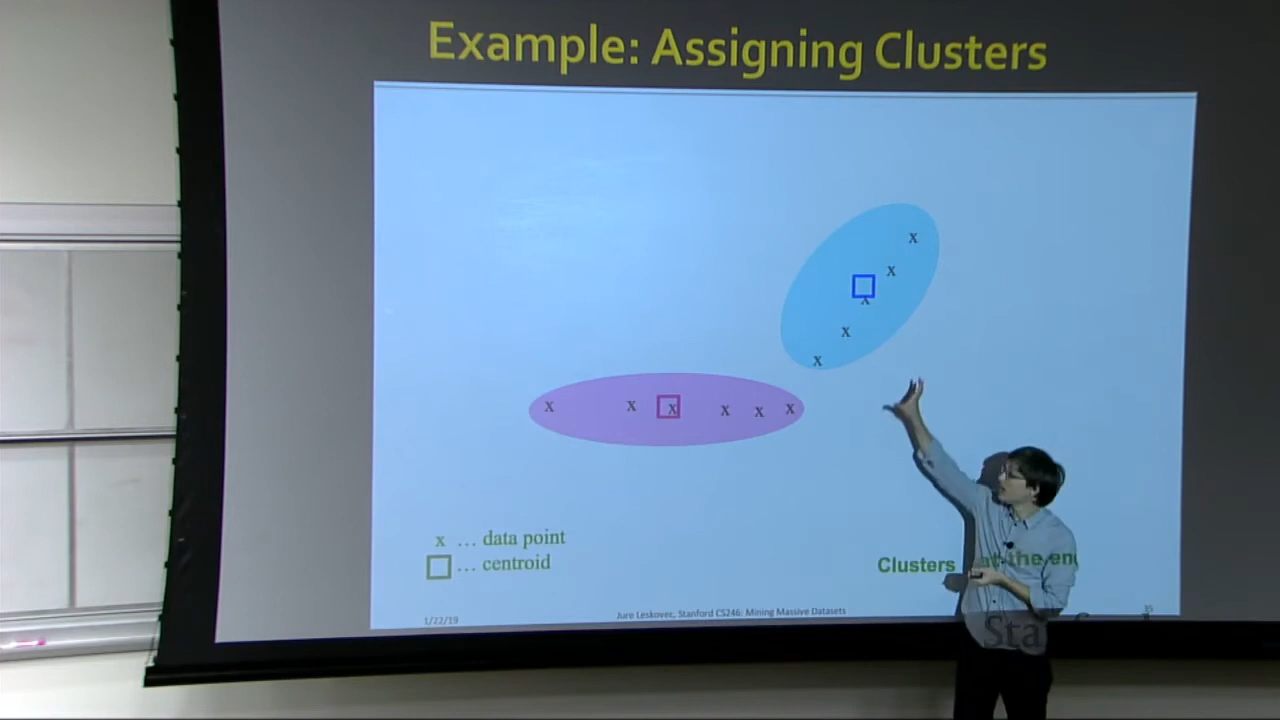 Example: Assigning Clusters
x
x
x
x
x
x x x x x x
x ... data point
... centroid
Clusters at the end
1/22/19
Jure Leskovec, Stanford CS246: Mining Massive Datasets
35